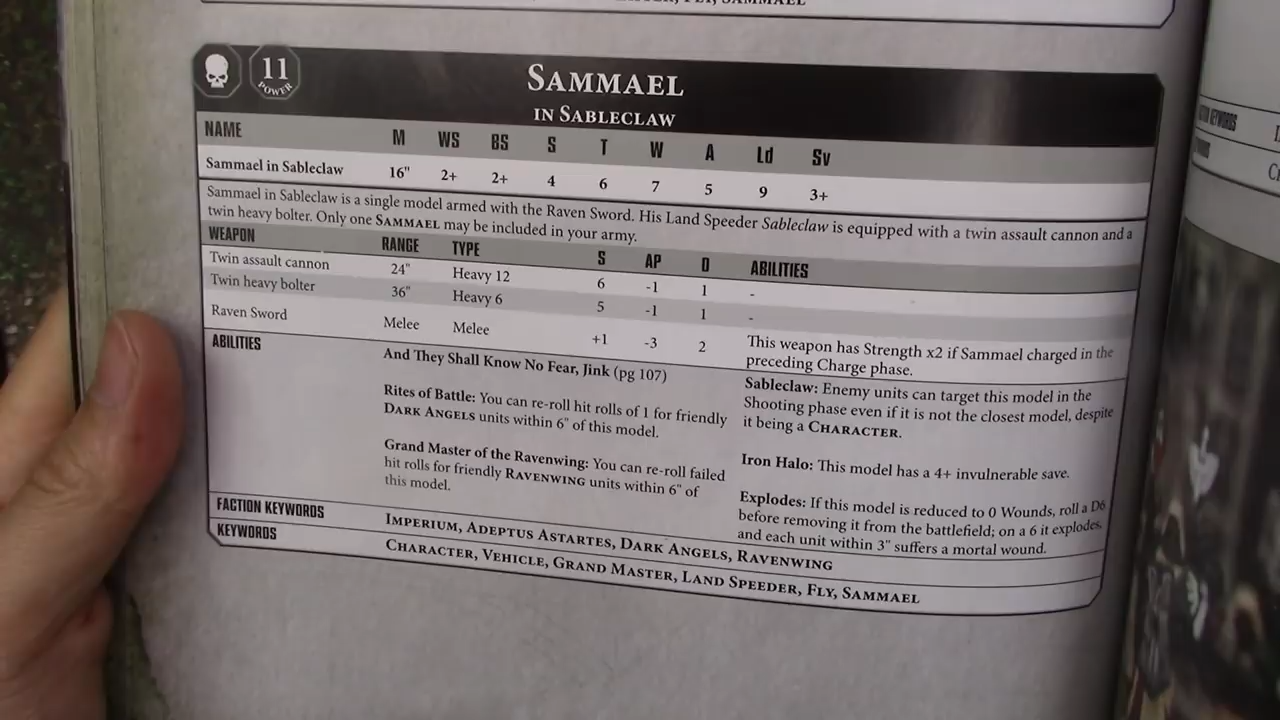 SAMMAEL
11
POWER
SAMMAEL
IN SABLECLAW
NAME M WS BS S T W A Ld Sv
Sammael in Sableclaw 16" 2+ 2+ 4 6 7 5 9 3+
Sammael in Sableclaw is a single model armed with the Raven Sword. His Land Speeder Sableclaw is equipped with a twin assault cannon and a
twin heavy bolter. Only one SAMMAEL may be included in your army.
WEAPON RANGE TYPE S AP D ABILITIES
Twin assault cannon 24" Heavy 12 6 -1 1 -
Twin heavy bolter 36" Heavy 6 5 -1 1 -
Raven Sword Melee Melee +1 -3 2 This weapon has Strength x2 if Sammael charged in the
preceding Charge phase.
ABILITIES
And They Shall Know No Fear, Jink (pg 107)
Rites of Battle: You can re-roll hit rolls of 1 for friendly
DARK ANGELS units within 6" of this model.
Grand Master of the Ravenwing: You can re-roll failed
hit rolls for friendly RAVENWING units within 6" of
this model.
Sableclaw: Enemy units can target this model in the
Shooting phase even if it is not the closest model, despite
it being a CHARACTER.
Iron Halo: This model has a 4+ invulnerable save.
Explodes: If this model is reduced to 0 Wounds, roll a D6
before removing it from the battlefield; on a 6 it explodes,
and each unit within 3" suffers a mortal wound.
FACTION KEYWORDS IMPERIUM, ADEPTUS ASTARTES, DARK ANGELS, RAVENWING
KEYWORDS CHARACTER, VEHICLE, GRAND MASTER, LAND SPEEDER, FLY, SAMMAEL
KEYWORDS